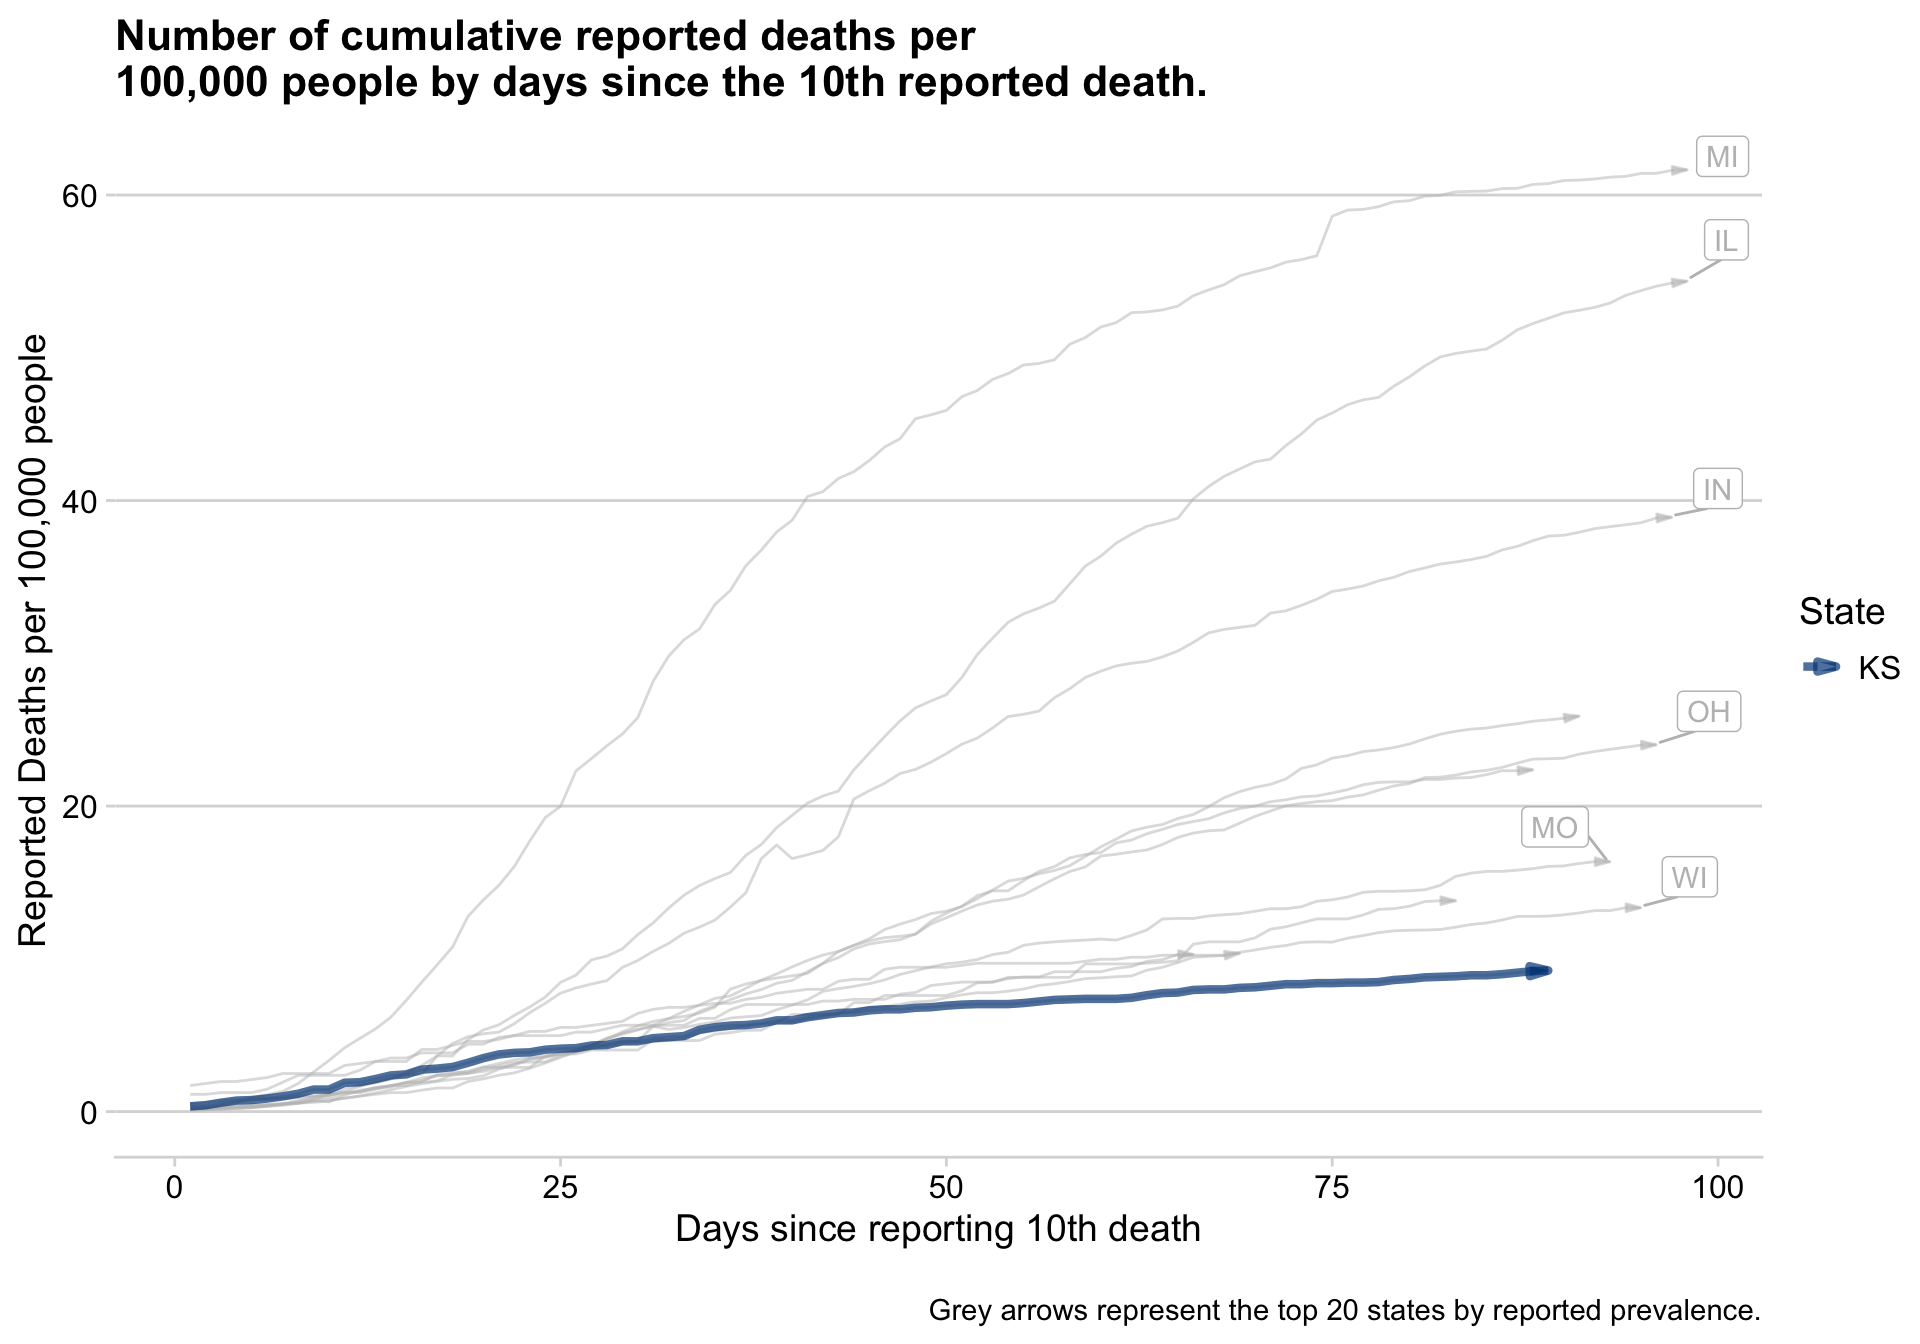 Number of cumulative reported deaths per
100,000 people by days since the 10th reported death.
Reported Deaths per 100,000 people
60
40
20
0
MI
IL
IN
OH
MO
WI
State
KS
0
25
50
75
100
Days since reporting 10th death
Grey arrows represent the top 20 states by reported prevalence.